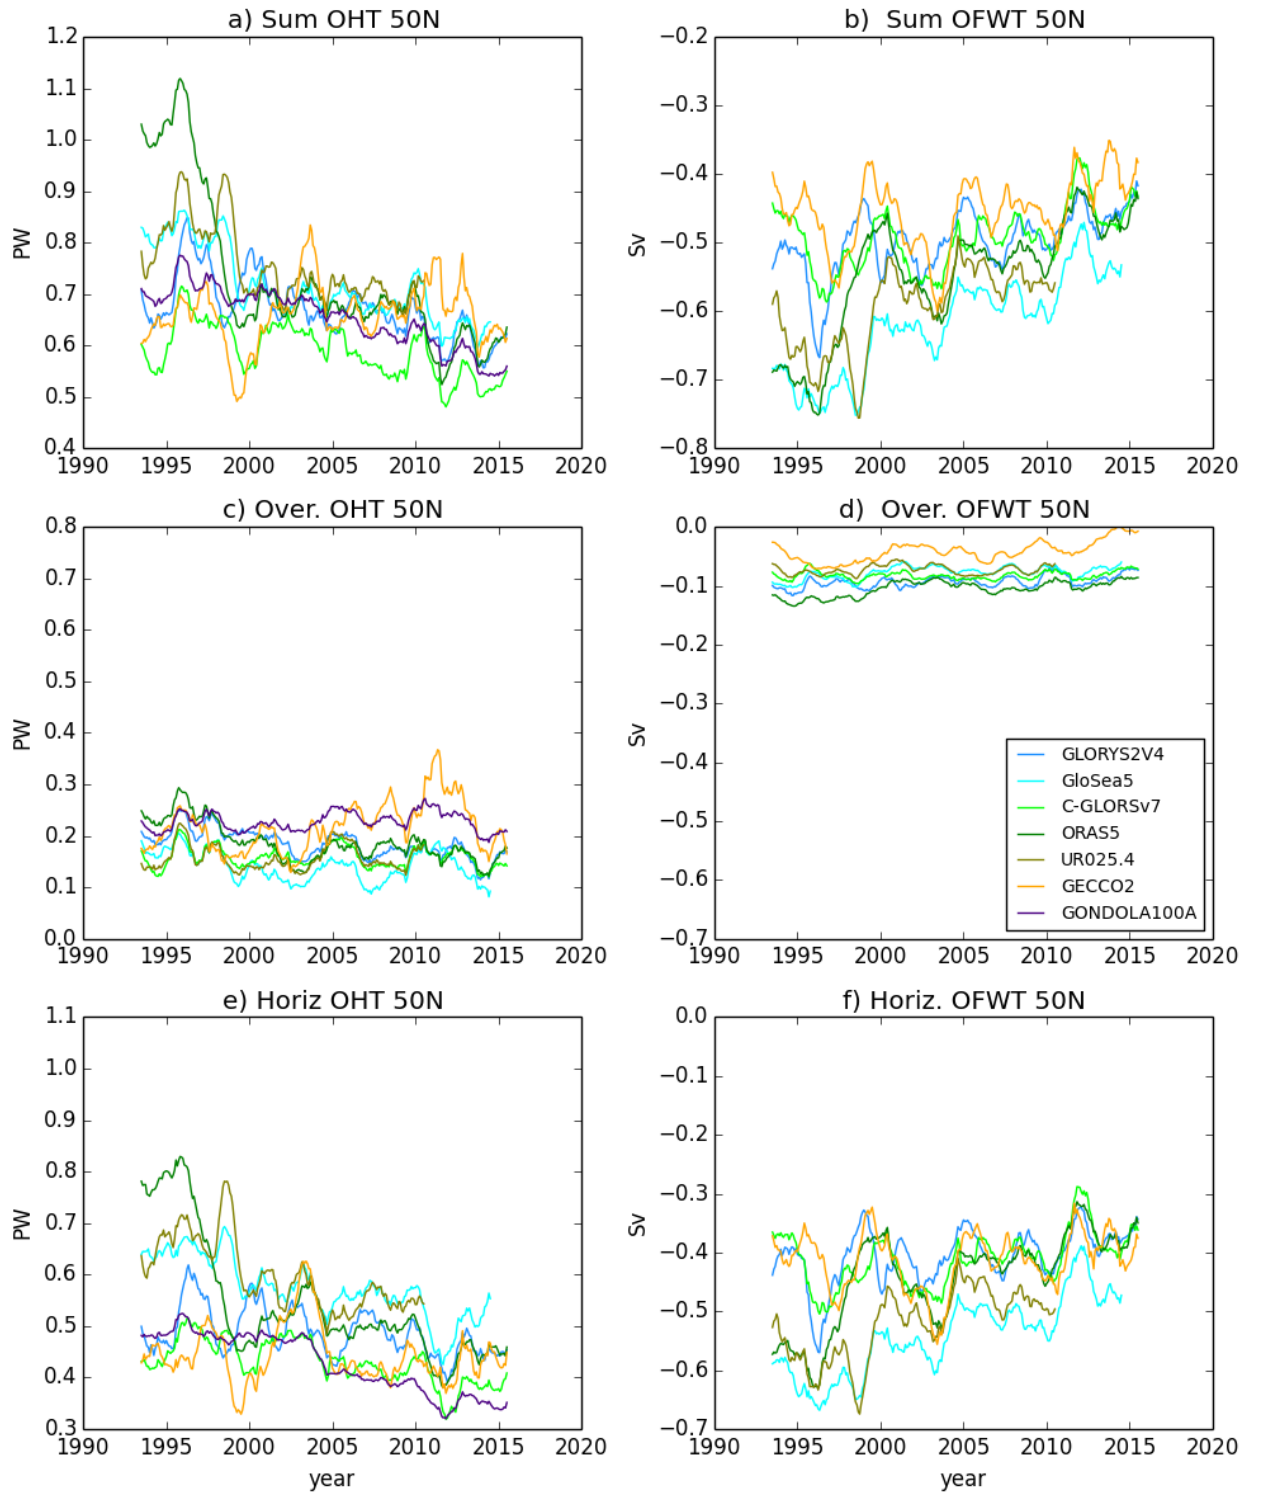 a) Sum OHT 50N
1.2
1.1
1.0
0.9
0.8
0.7
0.6
0.5
0.4
PW
1990 1995 2000 2005 2010 2015 2020
b) Sum OFWT 50N
−0.2
−0.3
−0.4
−0.5
−0.6
−0.7
−0.8
Sv
1990 1995 2000 2005 2010 2015 2020
c) Over. OHT 50N
0.8
0.7
0.6
0.5
0.4
0.3
0.2
0.1
0.0
PW
1990 1995 2000 2005 2010 2015 2020
d) Over. OFWT 50N
0.0
−0.1
−0.2
−0.3
−0.4
−0.5
−0.6
−0.7
Sv
GLORYS2V4
GloSea5
C-GLORSv7
ORAS5
UR025.4
GECCO2
GONDOLA100A
1990 1995 2000 2005 2010 2015 2020
e) Horiz OHT 50N
1.1
1.0
0.9
0.8
0.7
0.6
0.5
0.4
0.3
PW
1990 1995 2000 2005 2010 2015 2020
year
f) Horiz. OFWT 50N
0.0
−0.1
−0.2
−0.3
−0.4
−0.5
−0.6
−0.7
Sv
1990 1995 2000 2005 2010 2015 2020
year